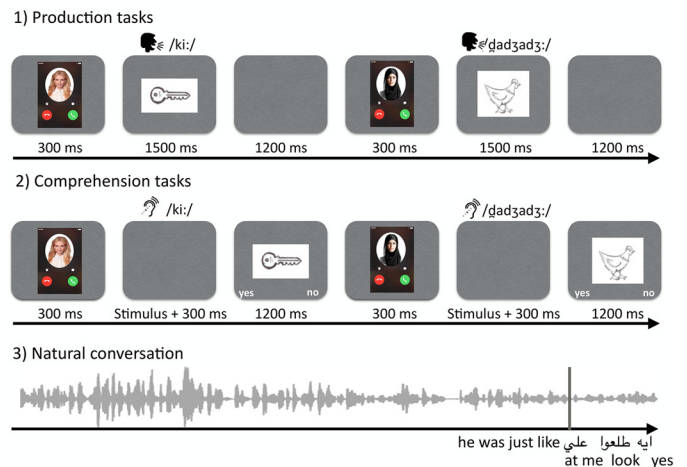 1) Production tasks
/ki:/
/d̪adʒadʒ:/
300 ms 1500 ms 1200 ms 300 ms 1500 ms 1200 ms
2) Comprehension tasks
/ki:/
/d̪adʒadʒ:/
yes no yes no
300 ms Stimulus + 300 ms 1200 ms 300 ms Stimulus + 300 ms 1200 ms
3) Natural conversation
he was just like ايه طلعوا علي
at me look yes